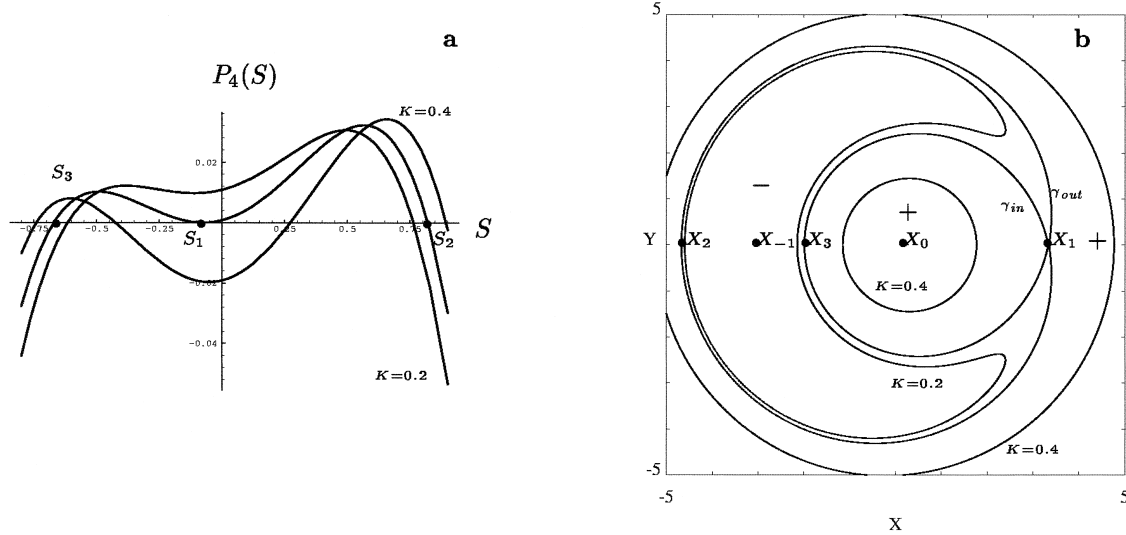 a
P₄(S)
K=0.4
0.02
S₃
-0.75
-0.5
-0.25
0.25
0.5
0.75
S
S₁
S₂
-0.02
-0.04
K=0.2
b
5
−
+
γ_in
γ_out
Y
X₂
X₋₁
X₃
X₀
X₁
+
K=0.4
K=0.2
K=0.4
-5
-5
5
X